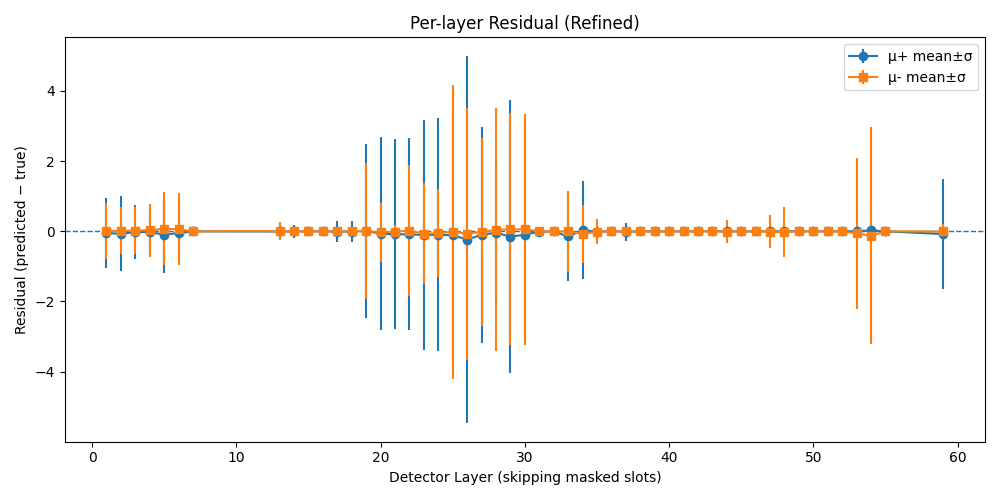 Per-layer Residual (Refined)
μ+ mean±σ
μ- mean±σ
Residual (predicted − true)
4
2
0
−2
−4
0 10 20 30 40 50 60
Detector Layer (skipping masked slots)